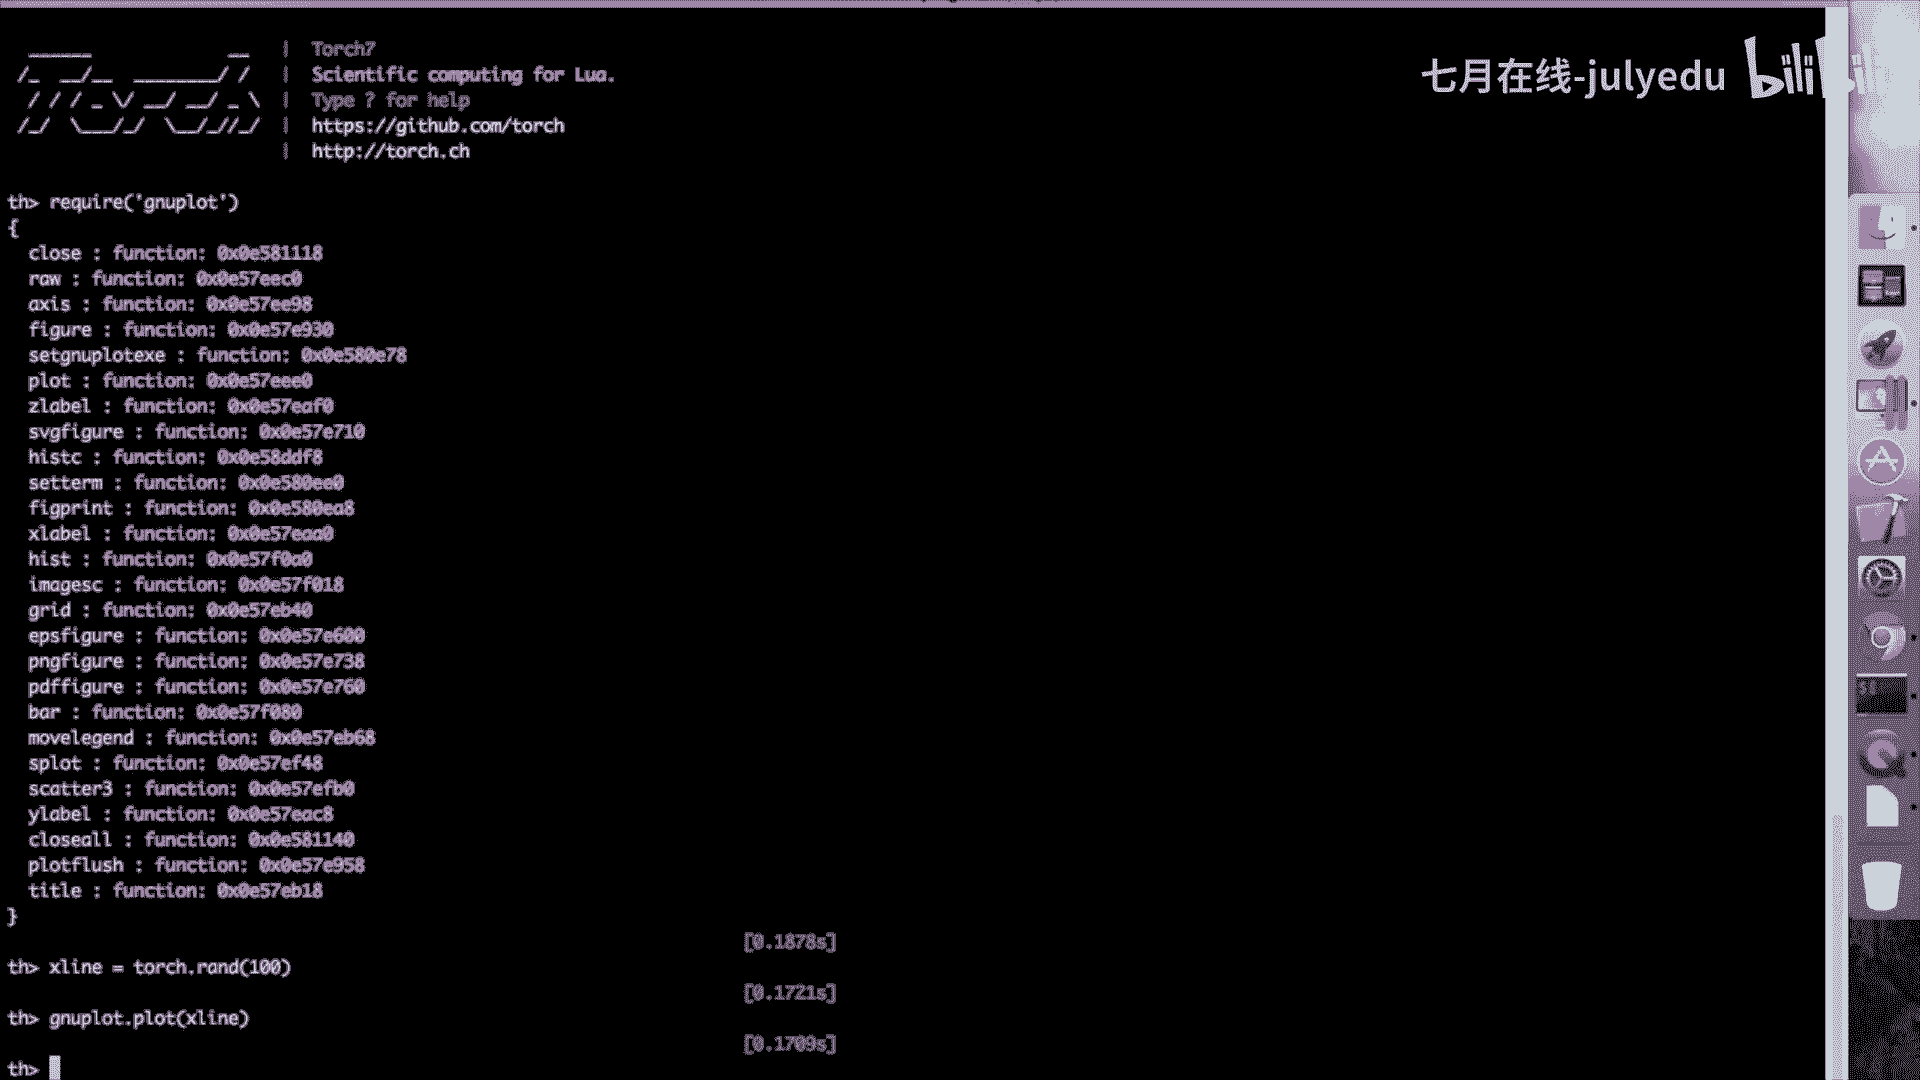 Torch
| Torch7
| Scientific computing for Lua.
| Type ? for help
| https://github.com/torch
| http://torch.ch
七月在线-julyedu bilibili
th> require('gnuplot')
{
close : function: 0x0e581118
raw : function: 0x0e57eec0
axis : function: 0x0e57ee98
figure : function: 0x0e57e930
setgnuplotexe : function: 0x0e580e78
plot : function: 0x0e57eee0
zlabel : function: 0x0e57eaf0
svgfigure : function: 0x0e57e710
histc : function: 0x0e58ddf8
setterm : function: 0x0e580ee0
figprint : function: 0x0e580ea8
xlabel : function: 0x0e57eaa0
hist : function: 0x0e57f0a0
imagesc : function: 0x0e57f018
grid : function: 0x0e57eb40
epsfigure : function: 0x0e57e600
pngfigure : function: 0x0e57e738
pdffigure : function: 0x0e57e760
bar : function: 0x0e57f080
movelegend : function: 0x0e57eb68
splot : function: 0x0e57ef48
scatter3 : function: 0x0e57efb0
ylabel : function: 0x0e57eac8
closeall : function: 0x0e581140
plotflush : function: 0x0e57e958
title : function: 0x0e57eb18
}
[0.1878s]
th> xline = torch.rand(100)
[0.1721s]
th> gnuplot.plot(xline)
[0.1709s]
th>